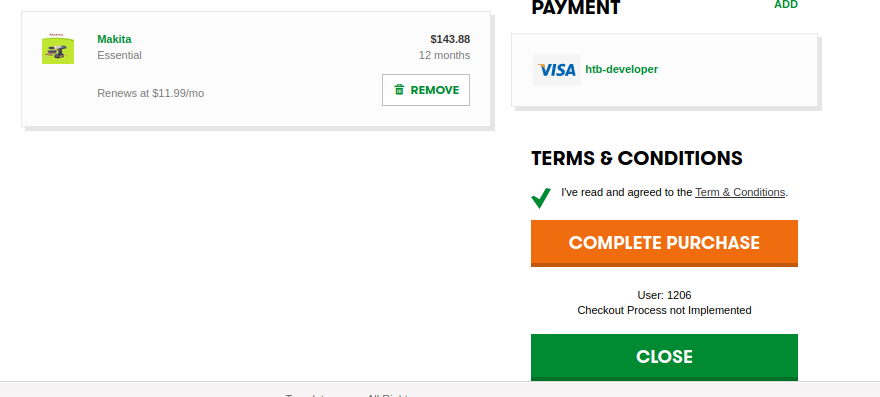 Makita
$143.88
Essential
12 months
Renews at $11.99/mo
REMOVE
PAYMENT
ADD
VISA
htb-developer
TERMS & CONDITIONS
I've read and agreed to the Term & Conditions.
COMPLETE PURCHASE
User: 1206
Checkout Process not Implemented
CLOSE